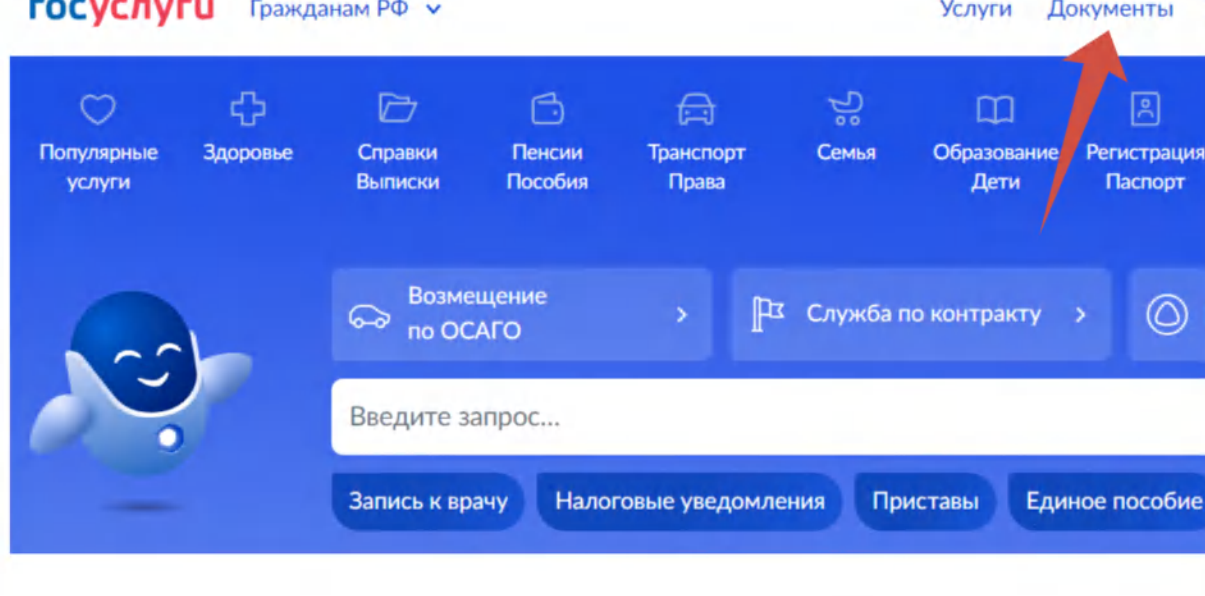 госуслуги Гражданам РФ Услуги Документы
Популярные услуги
Здоровье
Справки Выписки
Пенсии Пособия
Транспорт Права
Семья
Образование Дети
Регистрация Паспорт
Возмещение
по ОСАГО
Служба по контракту
Введите запрос...
Запись к врачу Налоговые уведомления Приставы Единое пособие